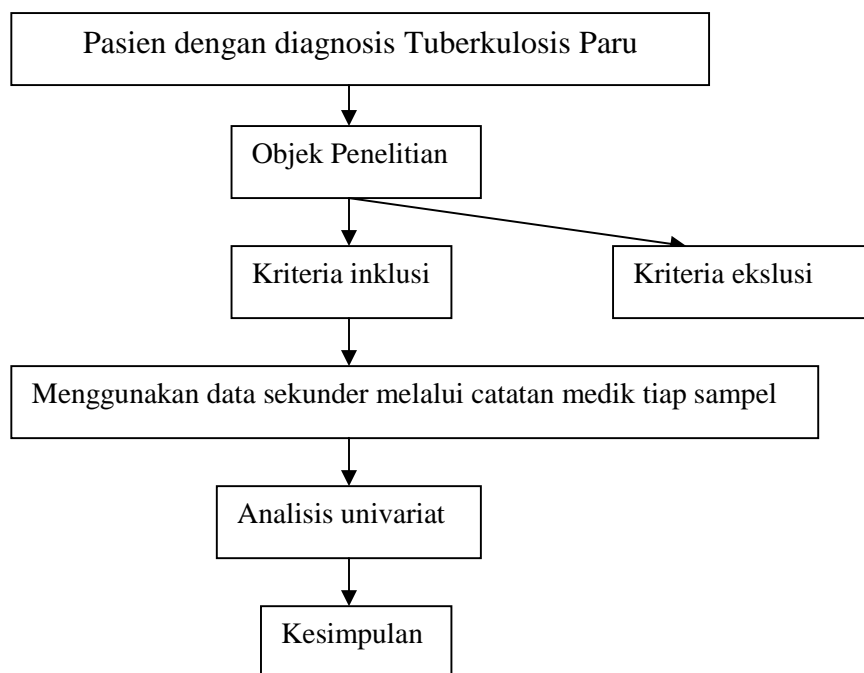 Pasien dengan diagnosis Tuberkulosis Paru
Objek Penelitian
Kriteria inklusi
Kriteria ekslusi
Menggunakan data sekunder melalui catatan medik tiap sampel
Analisis univariat
Kesimpulan